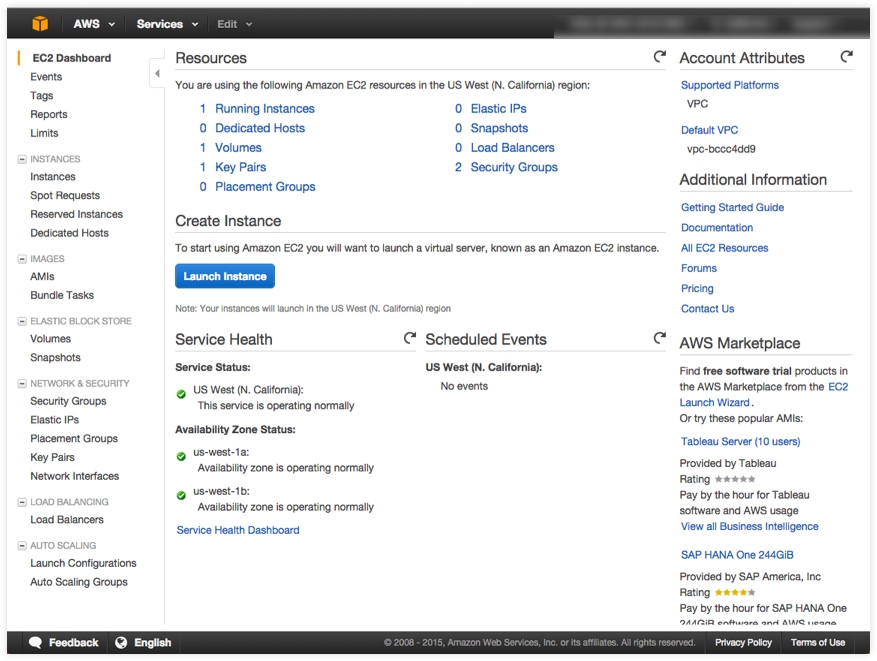 AWS Services Edit
EC2 Dashboard
Events
Tags
Reports
Limits
INSTANCES
Instances
Spot Requests
Reserved Instances
Dedicated Hosts
IMAGES
AMIs
Bundle Tasks
ELASTIC BLOCK STORE
Volumes
Snapshots
NETWORK & SECURITY
Security Groups
Elastic IPs
Placement Groups
Key Pairs
Network Interfaces
LOAD BALANCING
Load Balancers
AUTO SCALING
Launch Configurations
Auto Scaling Groups
Resources
You are using the following Amazon EC2 resources in the US West (N. California) region:
1 Running Instances
0 Dedicated Hosts
1 Volumes
1 Key Pairs
0 Placement Groups
0 Elastic IPs
0 Snapshots
0 Load Balancers
2 Security Groups
Create Instance
To start using Amazon EC2 you will want to launch a virtual server, known as an Amazon EC2 instance.
Launch Instance
Note: Your instances will launch in the US West (N. California) region
Service Health
Service Status:
US West (N. California):
This service is operating normally
Availability Zone Status:
us-west-1a:
Availability zone is operating normally
us-west-1b:
Availability zone is operating normally
Service Health Dashboard
Scheduled Events
US West (N. California):
No events
Account Attributes
Supported Platforms
VPC
Default VPC
vpc-bccc4dd9
Additional Information
Getting Started Guide
Documentation
All EC2 Resources
Forums
Pricing
Contact Us
AWS Marketplace
Find free software trial products in
the AWS Marketplace from the EC2
Launch Wizard.
Or try these popular AMIs:
Tableau Server (10 users)
Provided by Tableau
Rating
Pay by the hour for Tableau
software and AWS usage
View all Business Intelligence
SAP HANA One 244GiB
Provided by SAP America, Inc
Rating
Pay by the hour for SAP HANA One
244GiB software and AWS usage
Feedback English
© 2008 - 2015, Amazon Web Services, Inc. or its affiliates. All rights reserved. Privacy Policy Terms of Use